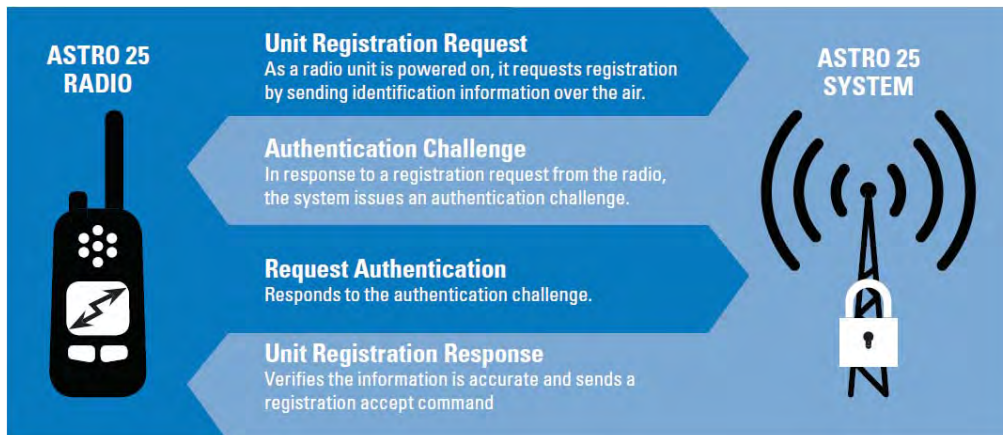 ASTRO 25
RADIO
Unit Registration Request
As a radio unit is powered on, it requests registration
by sending identification information over the air.
Authentication Challenge
In response to a registration request from the radio,
the system issues an authentication challenge.
Request Authentication
Responds to the authentication challenge.
Unit Registration Response
Verifies the information is accurate and sends a
registration accept command
ASTRO 25
SYSTEM